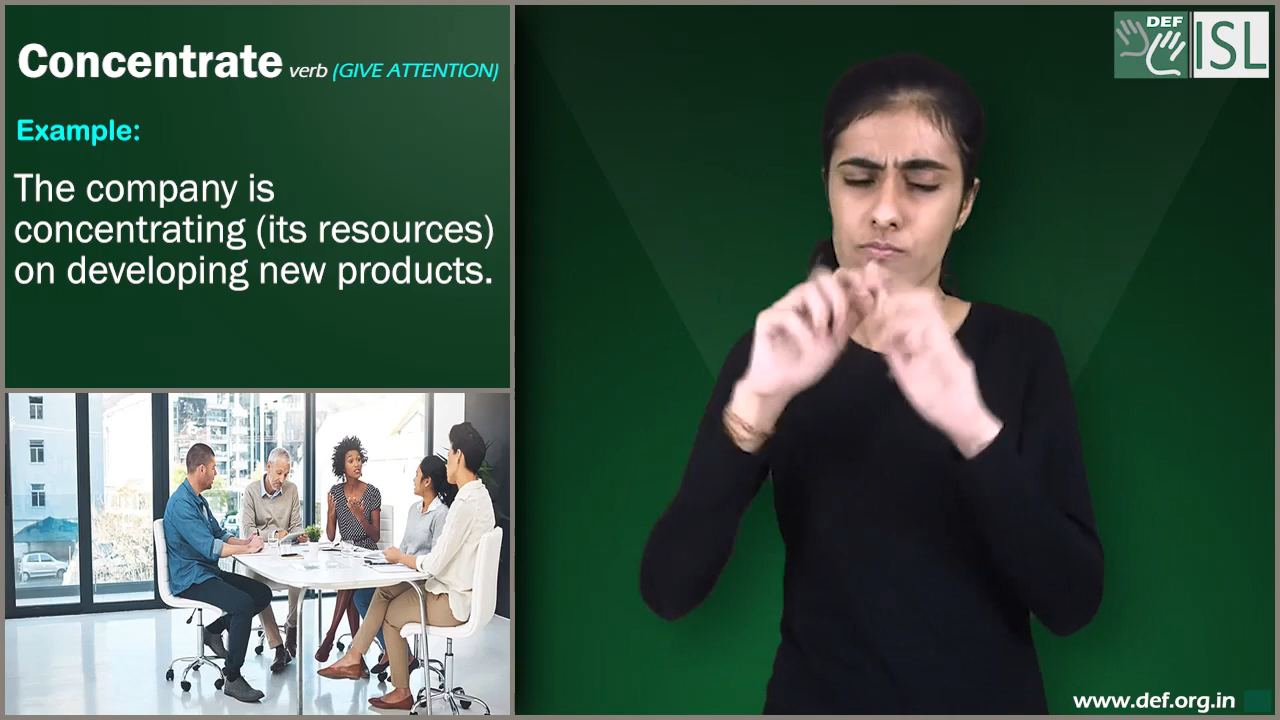 Concentrate verb (GIVE ATTENTION)
Example:
The company is
concentrating (its resources)
on developing new products.
DEF
ISL
www.def.org.in